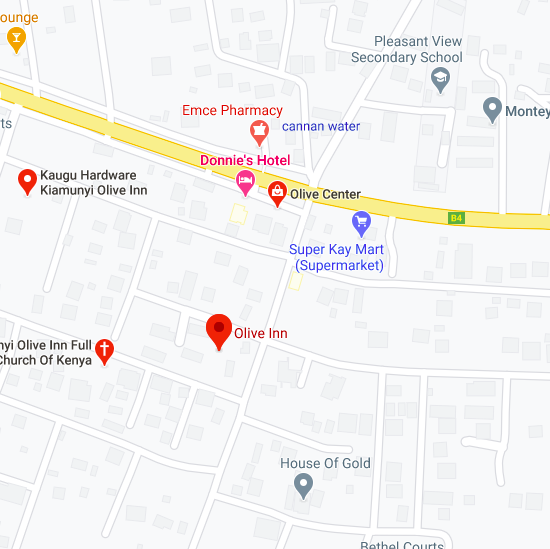 ounge
Pleasant View
Secondary School
Emce Pharmacy
cannan water
Montey
ts
Donnie's Hotel
Kaugu Hardware
Kiamunyi Olive Inn
Olive Center
B4
Super Kay Mart
(Supermarket)
Olive Inn
nyi Olive Inn Full
Church Of Kenya
House Of Gold
Bethel Courts